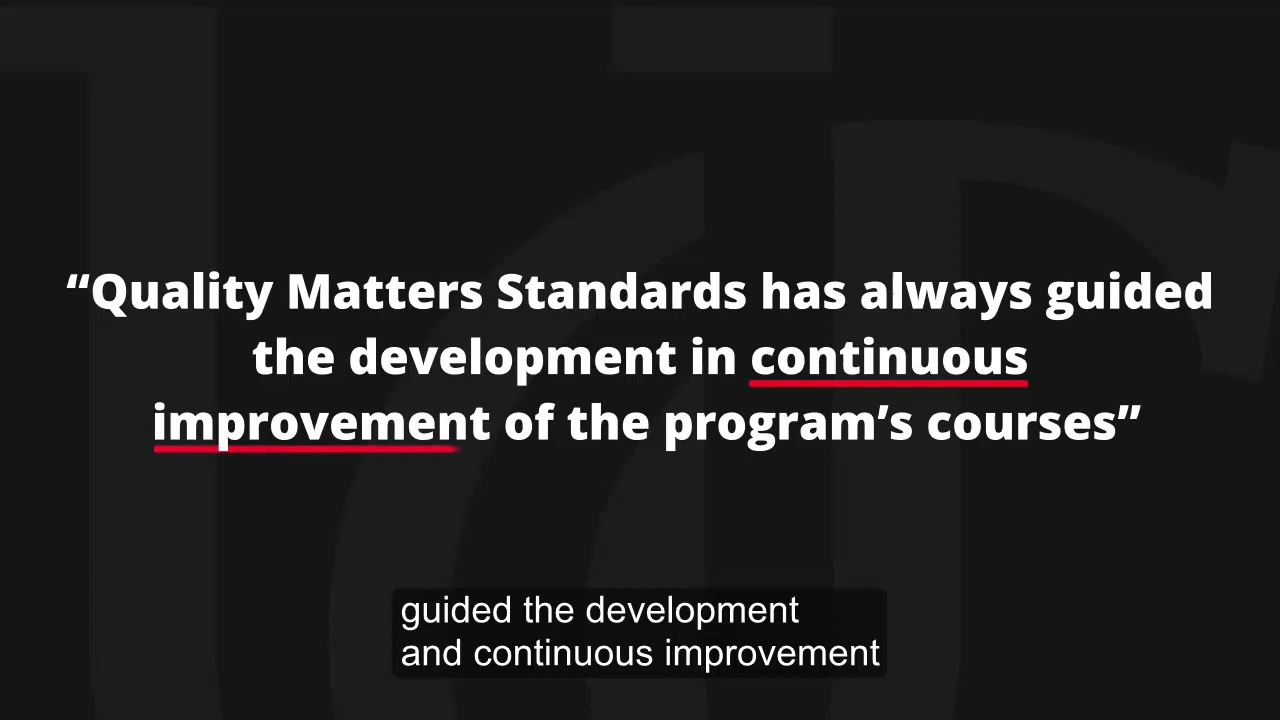 “Quality Matters Standards has always guided
the development in continuous
improvement of the program’s courses”
guided the development
and continuous improvement